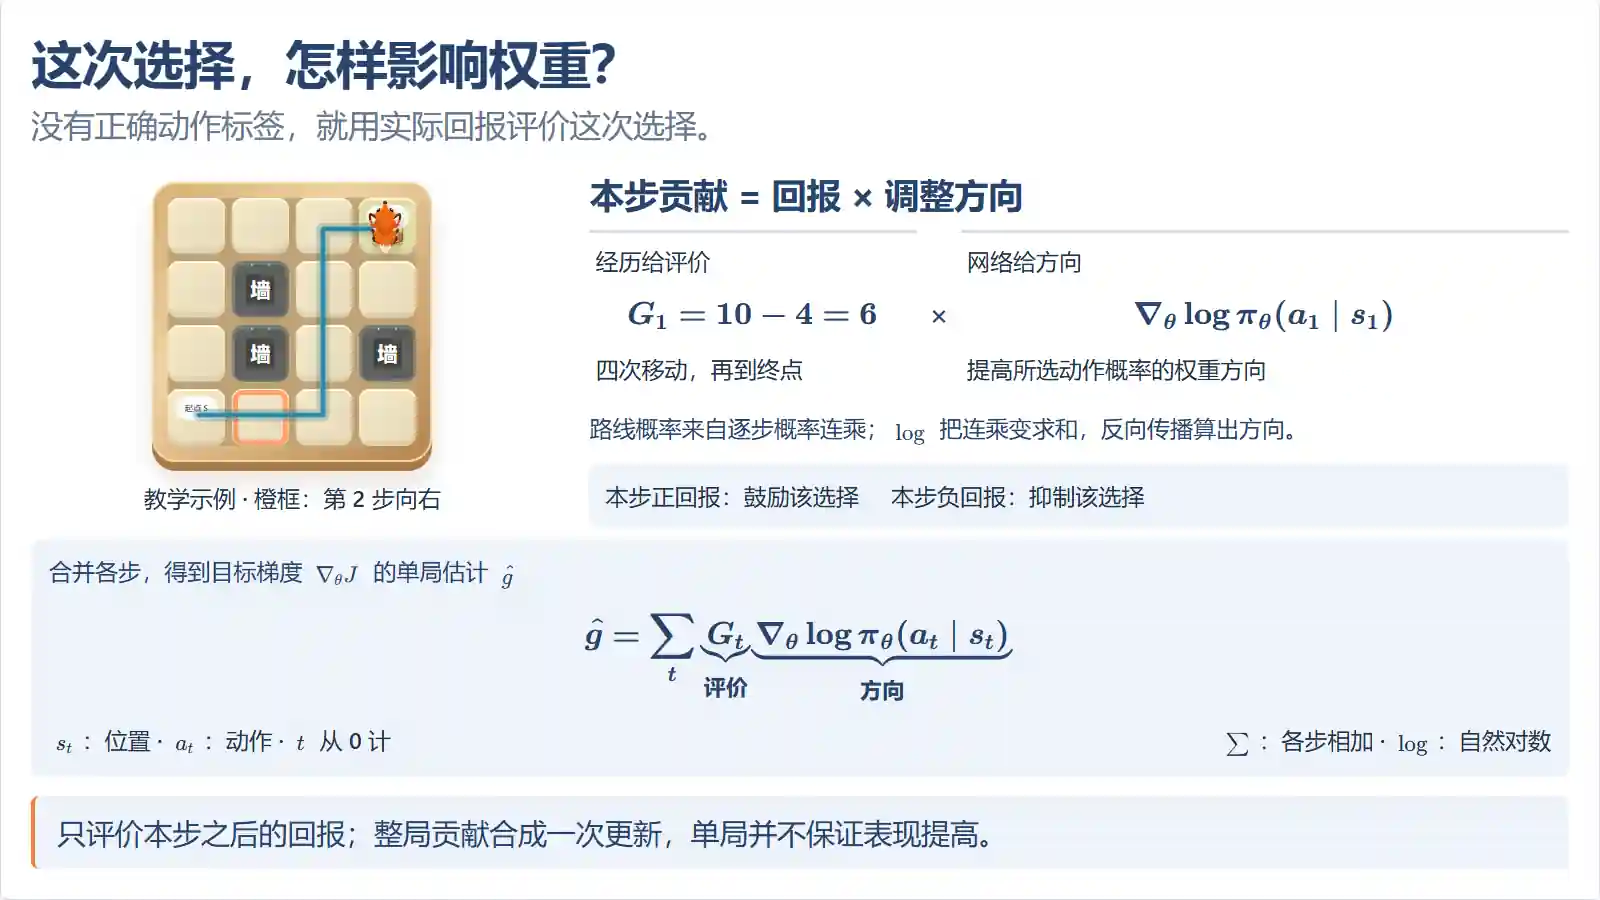 这次选择，怎样影响权重？
没有正确动作标签，就用实际回报评价这次选择。
墙
墙
墙
起点 S
教学示例 · 橙框：第 2 步向右
本步贡献 = 回报 × 调整方向
经历给评价
网络给方向
G₁ = 10 − 4 = 6
×
∇θ log πθ(a₁ | s₁)
四次移动，再到终点
提高所选动作概率的权重方向
路线概率来自逐步概率连乘； log 把连乘变求和，反向传播算出方向。
本步正回报：鼓励该选择 本步负回报：抑制该选择
合并各步，得到目标梯度 ∇θJ 的单局估计 ĝ
ĝ = ∑t Gt ∇θ log πθ(at | st)
评价
方向
st ：位置 · at ：动作 · t 从 0 计
∑ ：各步相加 · log ：自然对数
只评价本步之后的回报；整局贡献合成一次更新，单局并不保证表现提高。